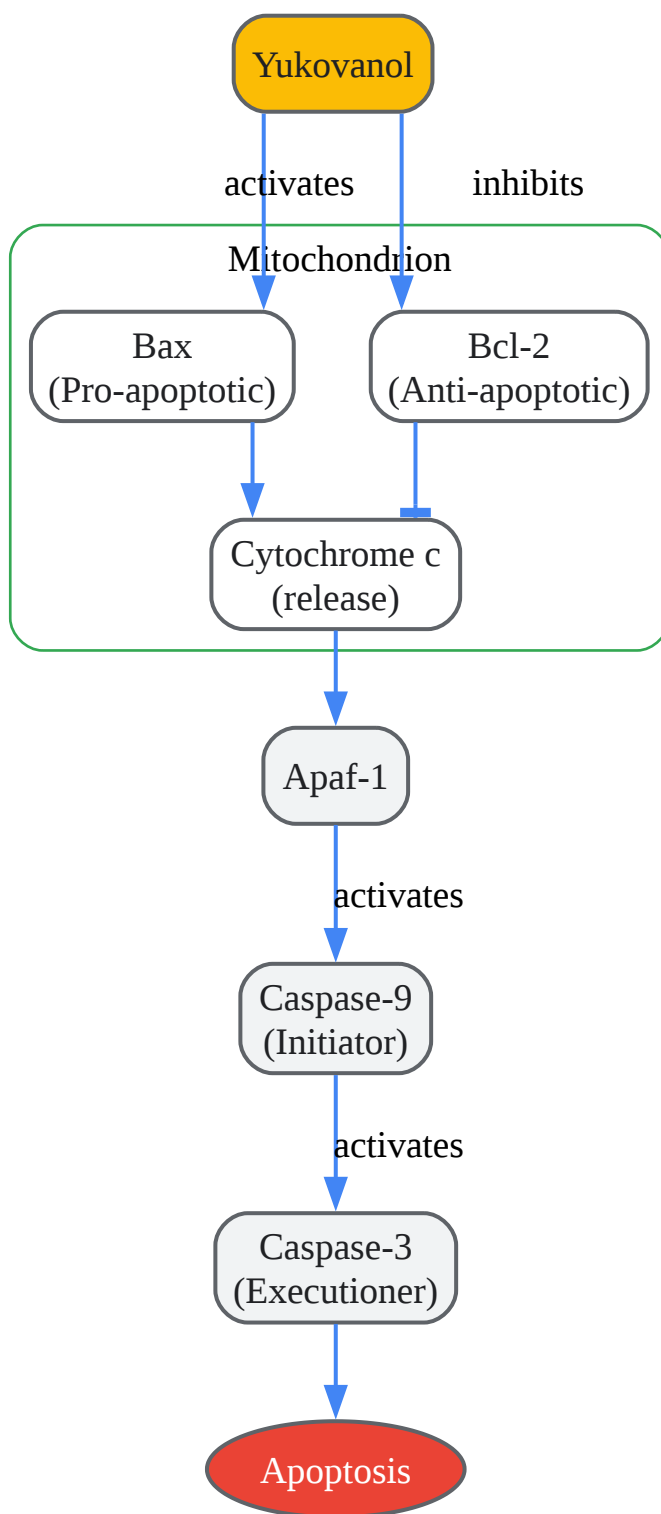 Yukovanol
activates
inhibits
Mitochondrion
Bax
(Pro-apoptotic)
Bcl-2
(Anti-apoptotic)
Cytochrome c
(release)
Apaf-1
activates
Caspase-9
(Initiator)
activates
Caspase-3
(Executioner)
Apoptosis